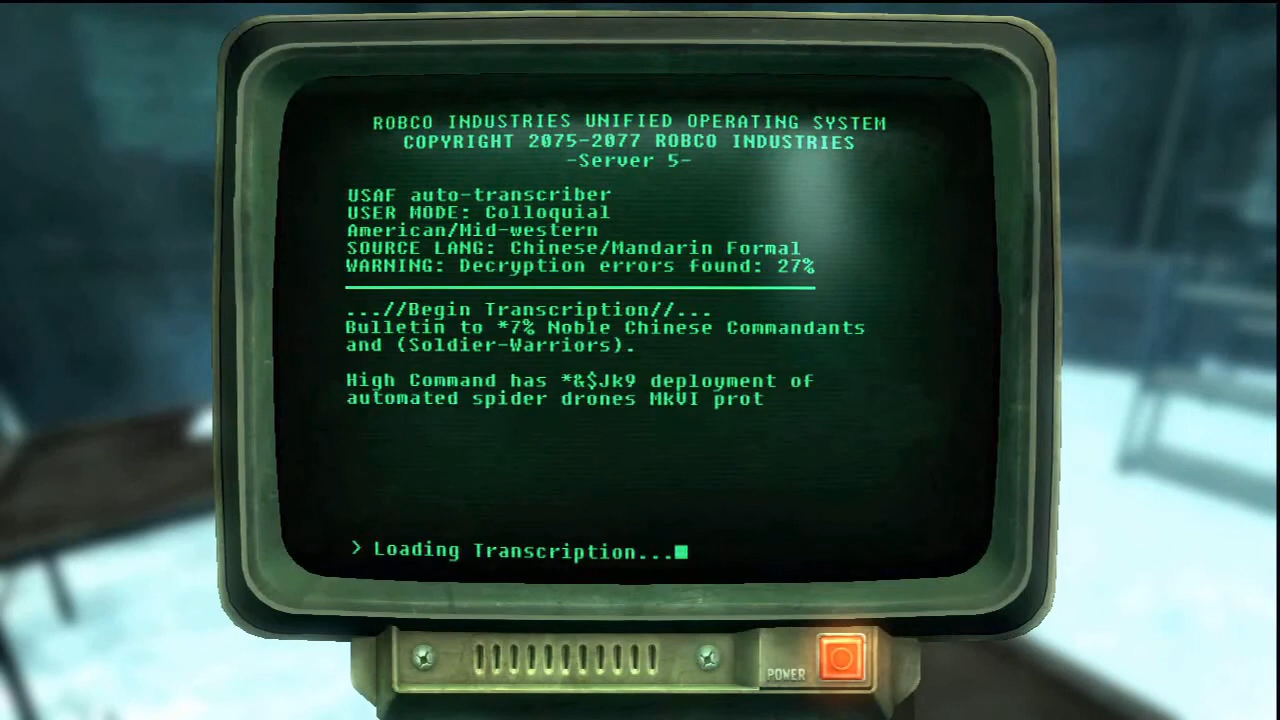 ROBCO INDUSTRIES UNIFIED OPERATING SYSTEM
COPYRIGHT 2075-2077 ROBCO INDUSTRIES
-Server 5-
USAF auto-transcriber
USER MODE: Colloquial
American/Mid-western
SOURCE LANG: Chinese/Mandarin Formal
WARNING: Decryption errors found: 27%
...//Begin Transcription//...
Bulletin to *7% Noble Chinese Commandants
and (Soldier-Warriors).
High Command has *&$Jk9 deployment of
automated spider drones MkVI prot
> Loading Transcription...
POWER